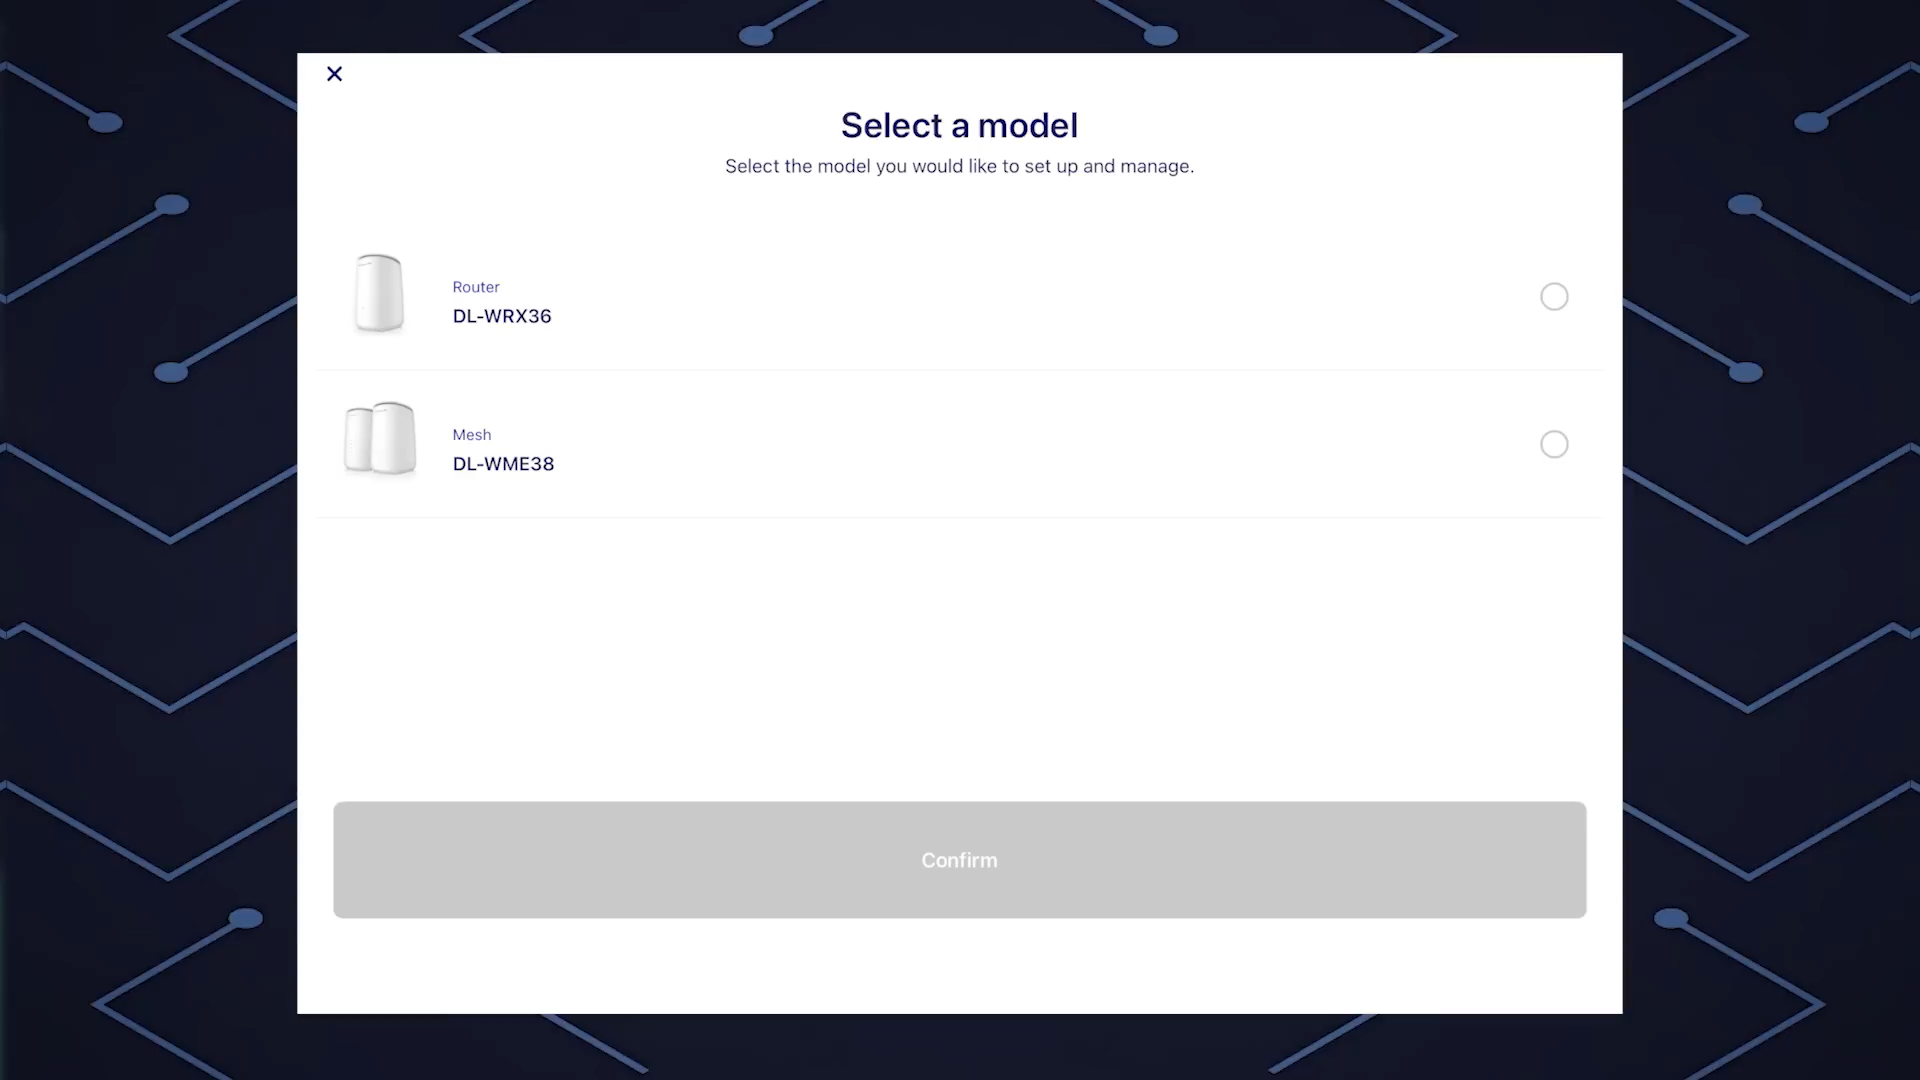 Select a model
Select the model you would like to set up and manage.
Router
DL-WRX36
Mesh
DL-WME38
Confirm